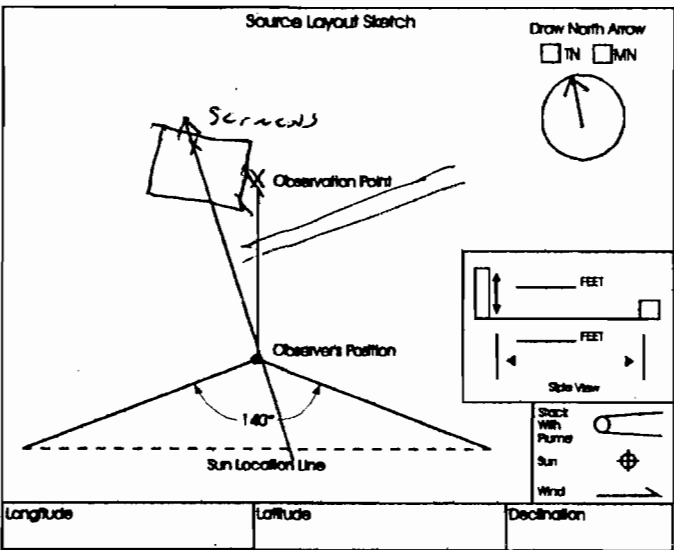 Source Layout Sketch
Draw North Arrow
TN MN
Screens
Observation Point
FEET
FEET
Side View
Observer's Position
140°
Sun Location Line
Stack
With
Plume
Sun
Wind
Longitude Latitude Declination